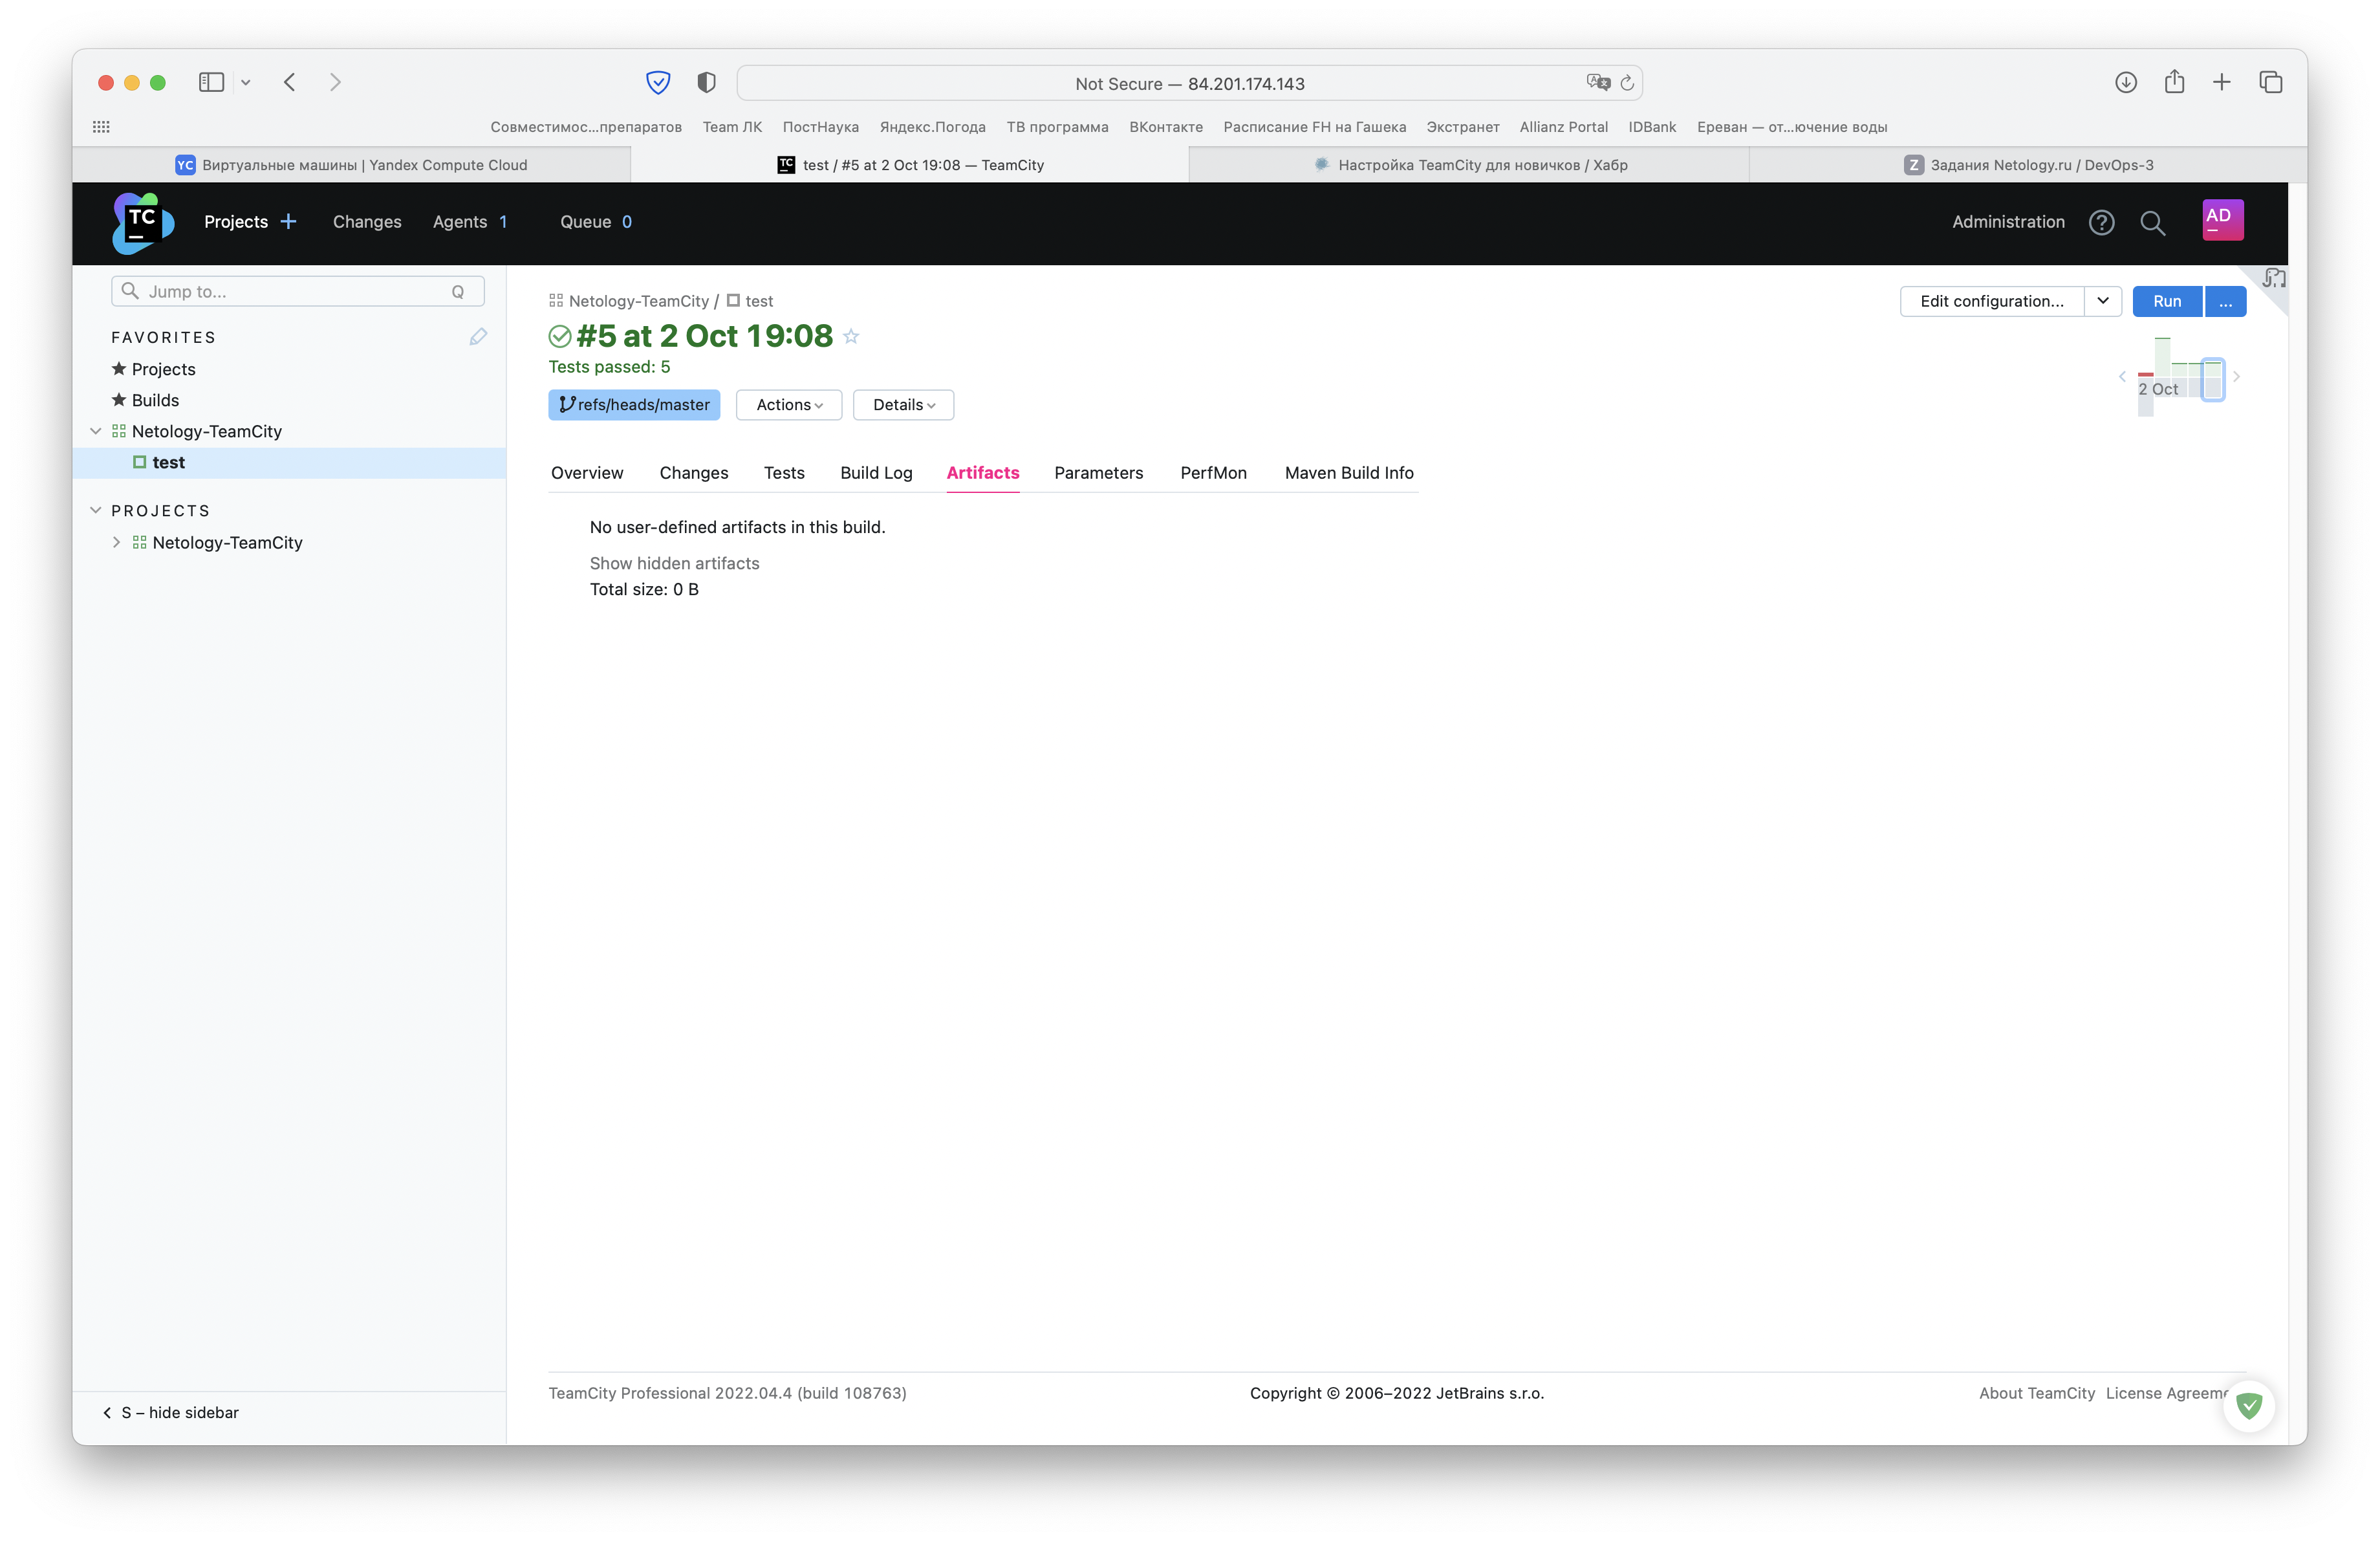 Not Secure — 84.201.174.143
Совместимос...препаратов Team ЛК ПостНаука Яндекс.Погода ТВ программа ВКонтакте Расписание FH на Гашека Экстранет Allianz Portal IDBank Ереван — от...ючение воды
YC Виртуальные машины | Yandex Compute Cloud
TC test / #5 at 2 Oct 19:08 — TeamCity
Настройка TeamCity для новичков / Хабр
Z Задания Netology.ru / DevOps-3
TC Projects Changes Agents 1 Queue 0 Administration AD
Jump to... Q
FAVORITES
Projects
Builds
Netology-TeamCity
test
PROJECTS
Netology-TeamCity
S – hide sidebar
Netology-TeamCity / test
Edit configuration... Run ...
#5 at 2 Oct 19:08
Tests passed: 5
2 Oct
refs/heads/master Actions Details
Overview Changes Tests Build Log Artifacts Parameters PerfMon Maven Build Info
No user-defined artifacts in this build.
Show hidden artifacts
Total size: 0 B
TeamCity Professional 2022.04.4 (build 108763) Copyright © 2006–2022 JetBrains s.r.o. About TeamCity License Agreeme